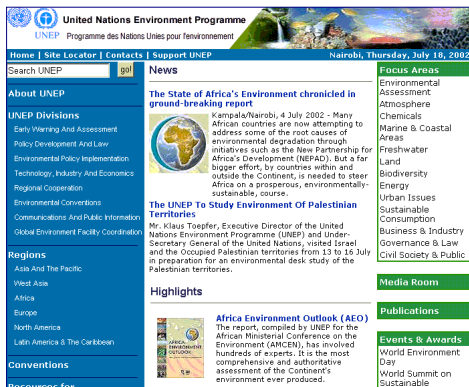 United Nations Environment Programme
UNEP Programme des Nations Unies pour l'environnement
Home | Site Locator | Contacts | Support UNEP
Nairobi, Thursday, July 18, 2002
Search UNEP go!
About UNEP
UNEP Divisions
Early Warning And Assessment
Policy Development And Law
Environmental Policy Implementation
Technology, Industry And Economics
Regional Cooperation
Environmental Conventions
Communications And Public Information
Global Environment Facility Coordination
Regions
Asia And The Pacific
West Asia
Africa
Europe
North America
Latin America & The Caribbean
Conventions
Resources for
News
The State of Africa's Environment chronicled in
ground-breaking report
Kampala/Nairobi, 4 July 2002 - Many
African countries are now attempting to
address some of the root causes of
environmental degradation through
initiatives such as the New Partnership for
Africa's Development (NEPAD). But a far
bigger effort, by countries within and
outside the Continent, is needed to steer
Africa on a prosperous, environmentally-
sustainable, course.
The UNEP To Study Environment Of Palestinian
Territories
Mr. Klaus Toepfer, Executive Director of the United
Nations Environment Programme (UNEP) and Under-
Secretary General of the United Nations, visited Israel
and the Occupied Palestinian territories from 13 to 16 July
in preparation for an environmental desk study of the
Palestinian territories.
Highlights
AFRICA
ENVIRONMENT
OUTLOOK
Africa Environment Outlook (AEO)
The report, compiled by UNEP for the
African Ministerial Conference on the
Environment (AMCEN), has involved
hundreds of experts. It is the most
comprehensive and authoritative
assessment of the Continent's
environment ever produced.
Focus Areas
Environmental
Assessment
Atmosphere
Chemicals
Marine & Coastal
Areas
Freshwater
Land
Biodiversity
Energy
Urban Issues
Sustainable
Consumption
Business & Industry
Governance & Law
Civil Society & Public
Media Room
Publications
Events & Awards
World Environment
Day
World Summit on
Sustainable